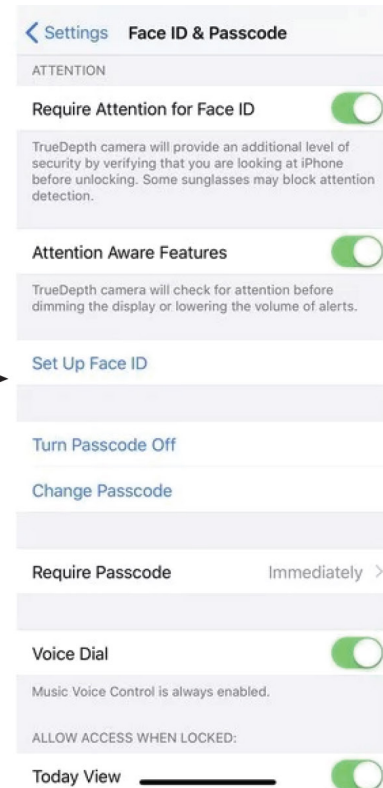 Settings Face ID & Passcode
ATTENTION
Require Attention for Face ID
TrueDepth camera will provide an additional level of
security by verifying that you are looking at iPhone
before unlocking. Some sunglasses may block attention
detection.
Attention Aware Features
TrueDepth camera will check for attention before
dimming the display or lowering the volume of alerts.
Set Up Face ID
Turn Passcode Off
Change Passcode
Require Passcode Immediately
Voice Dial
Music Voice Control is always enabled.
ALLOW ACCESS WHEN LOCKED:
Today View